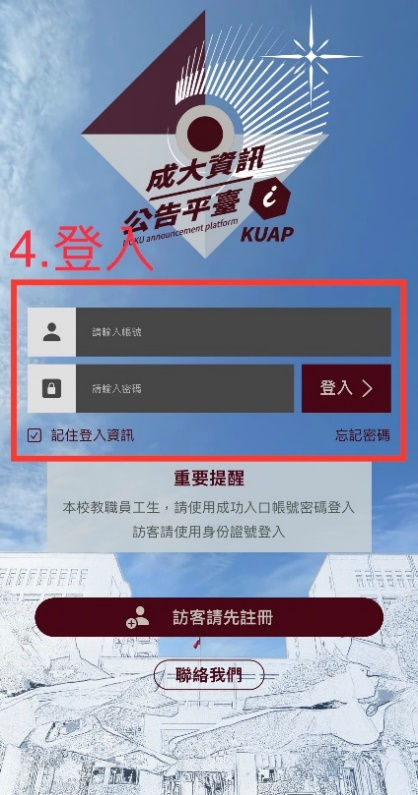 成大資訊
公告平臺
NCKU announcement platform
KUAP
4.登入
請輸入帳號
請輸入密碼
登入
記住登入資訊
忘記密碼
重要提醒
本校教職員工生，請使用成功入口帳號密碼登入
訪客請使用身份證號登入
訪客請先註冊
聯絡我們